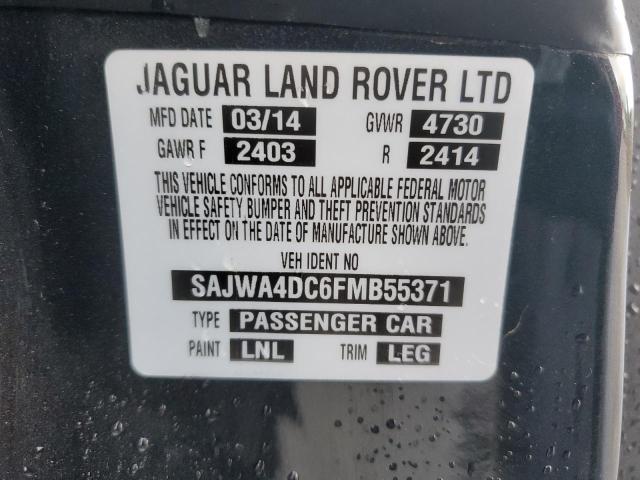 JAGUAR LAND ROVER LTD
MFD DATE 03/14 GVWR 4730
GAWR F 2403 R 2414
THIS VEHICLE CONFORMS TO ALL APPLICABLE FEDERAL MOTOR
VEHICLE SAFETY BUMPER AND THEFT PREVENTION STANDARDS
IN EFFECT ON THE DATE OF MANUFACTURE SHOWN ABOVE.
VEH IDENT NO
SAJWA4DC6FMB55371
TYPE PASSENGER CAR
PAINT LNL TRIM LEG